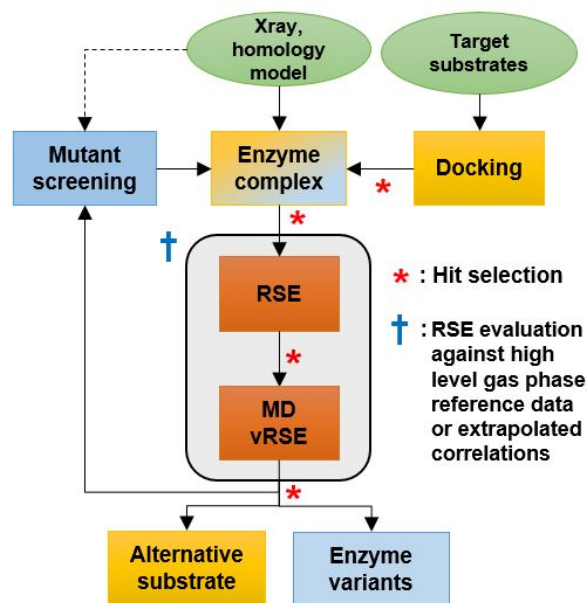 Xray,
homology
model
Target
substrates
Mutant
screening
Enzyme
complex
Docking
*
*
†
RSE
* : Hit selection
*
† : RSE evaluation
against high
level gas phase
reference data
or extrapolated
correlations
MD
vRSE
*
Alternative
substrate
Enzyme
variants